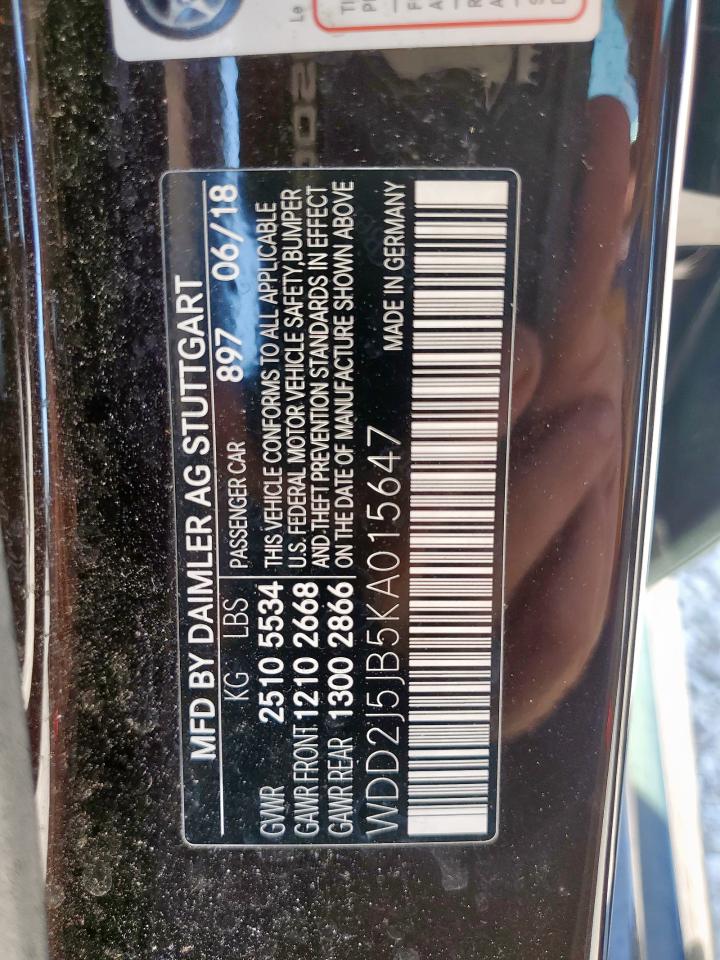 MFD BY DAIMLER AG STUTTGART
KG LBS PASSENGER CAR 897 06/18
GVWR 2510 5534 THIS VEHICLE CONFORMS TO ALL APPLICABLE
GAWR FRONT 1210 2668 U.S. FEDERAL MOTOR VEHICLE SAFETY,BUMPER
AND THEFT PREVENTION STANDARDS IN EFFECT
GAWR REAR 1300 2866 ON THE DATE OF MANUFACTURE SHOWN ABOVE
WDD2J5JB5KA015647 MADE IN GERMANY
Le